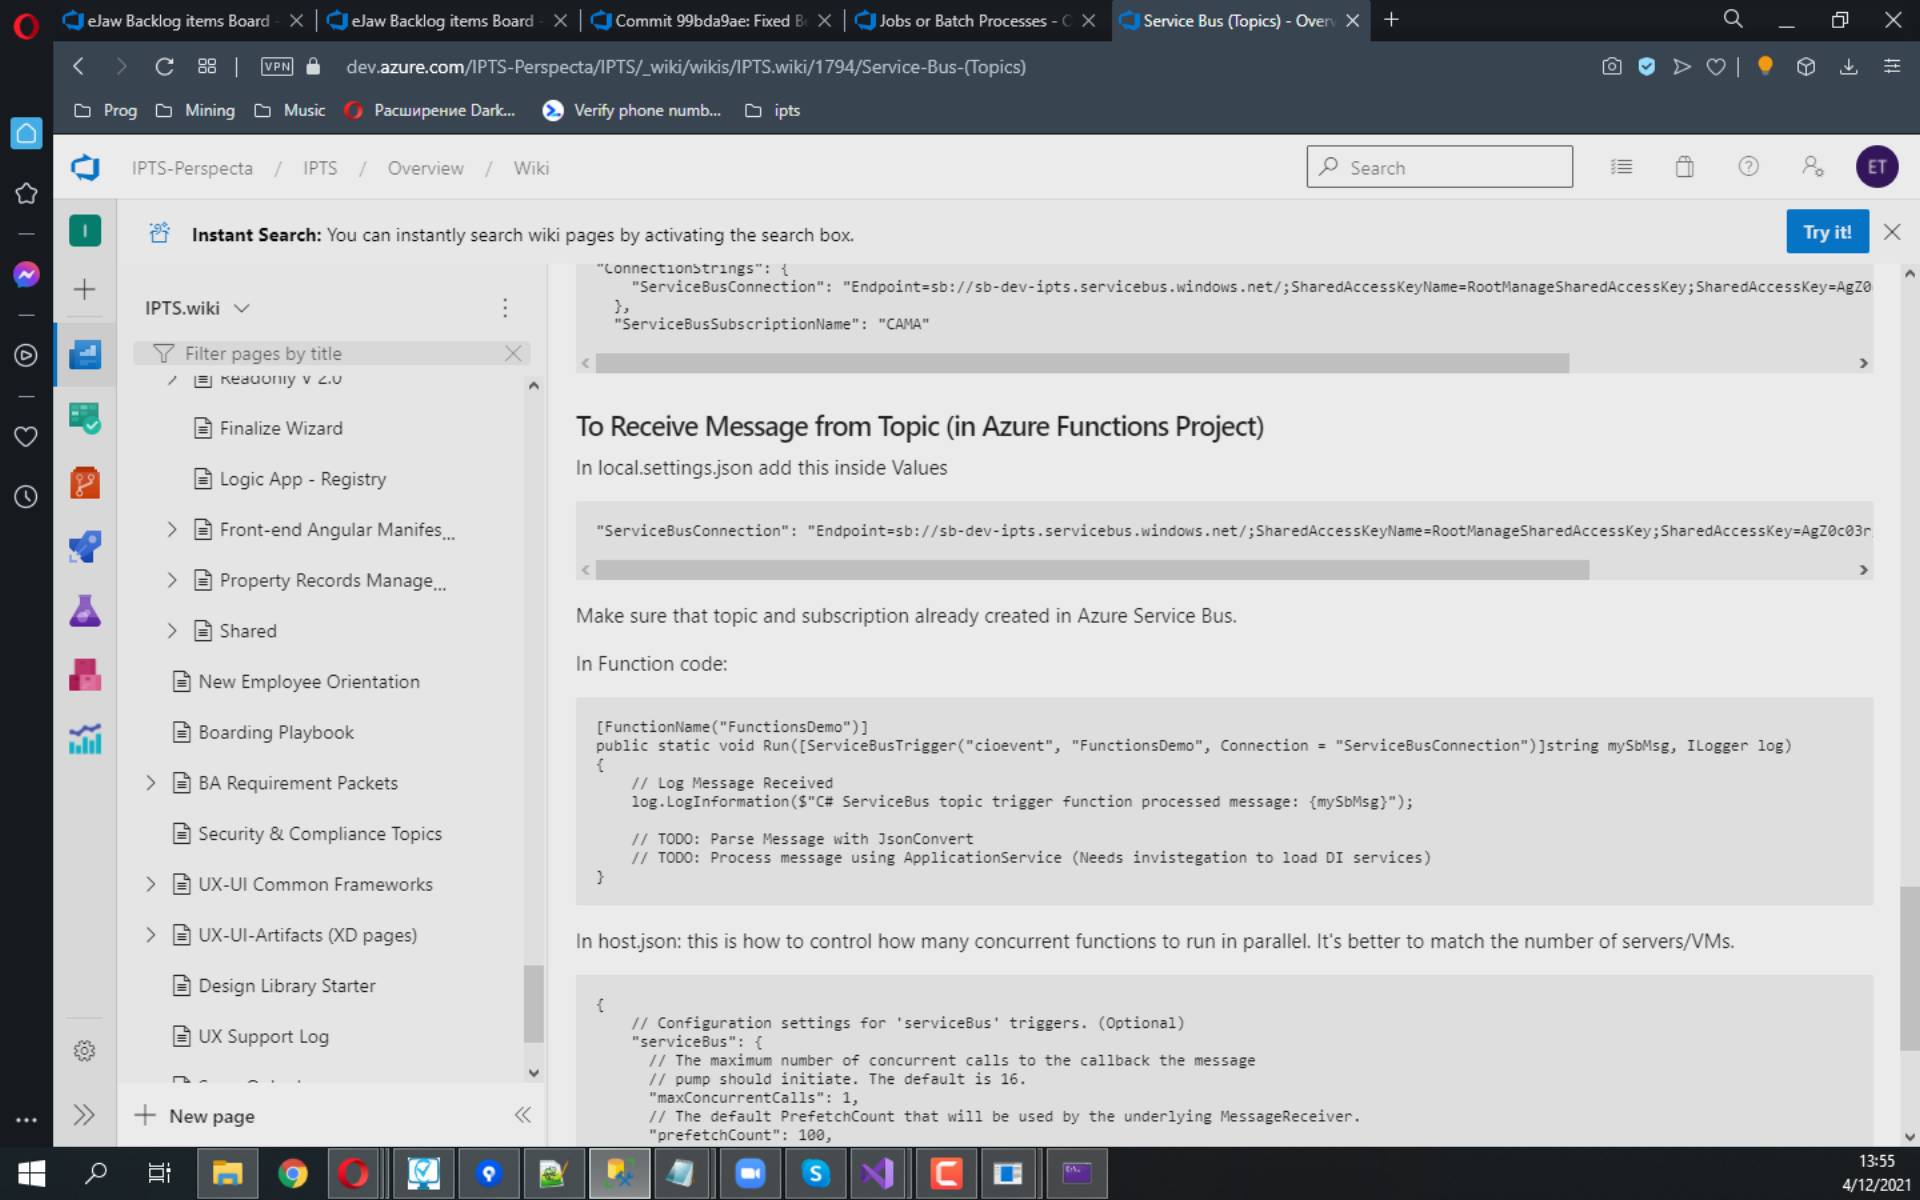 eJaw Backlog items Board -
eJaw Backlog items Board -
Commit 99bda9ae: Fixed B
Jobs or Batch Processes - C
Service Bus (Topics) - Over
VPN
dev.azure.com/IPTS-Perspecta/IPTS/_wiki/wikis/IPTS.wiki/1794/Service-Bus-(Topics)
Prog
Mining
Music
Расширение Dark...
Verify phone numb...
ipts
IPTS-Perspecta / IPTS / Overview / Wiki
Search
ET
I
Instant Search: You can instantly search wiki pages by activating the search box.
Try it!
IPTS.wiki
Filter pages by title
Readonly V 2.0
Finalize Wizard
Logic App - Registry
Front-end Angular Manifes...
Property Records Manage...
Shared
New Employee Orientation
Boarding Playbook
BA Requirement Packets
Security & Compliance Topics
UX-UI Common Frameworks
UX-UI-Artifacts (XD pages)
Design Library Starter
UX Support Log
New page
"ConnectionStrings": {
"ServiceBusConnection": "Endpoint=sb://sb-dev-ipts.servicebus.windows.net/;SharedAccessKeyName=RootManageSharedAccessKey;SharedAccessKey=AgZ0
},
"ServiceBusSubscriptionName": "CAMA"
To Receive Message from Topic (in Azure Functions Project)
In local.settings.json add this inside Values
"ServiceBusConnection": "Endpoint=sb://sb-dev-ipts.servicebus.windows.net/;SharedAccessKeyName=RootManageSharedAccessKey;SharedAccessKey=AgZ0c03r
Make sure that topic and subscription already created in Azure Service Bus.
In Function code:
[FunctionName("FunctionsDemo")]
public static void Run([ServiceBusTrigger("cioevent", "FunctionsDemo", Connection = "ServiceBusConnection")]string mySbMsg, ILogger log)
{
// Log Message Received
log.LogInformation($"C# ServiceBus topic trigger function processed message: {mySbMsg}");
// TODO: Parse Message with JsonConvert
// TODO: Process message using ApplicationService (Needs invistegation to load DI services)
}
In host.json: this is how to control how many concurrent functions to run in parallel. It's better to match the number of servers/VMs.
{
// Configuration settings for 'serviceBus' triggers. (Optional)
"serviceBus": {
// The maximum number of concurrent calls to the callback the message
// pump should initiate. The default is 16.
"maxConcurrentCalls": 1,
// The default PrefetchCount that will be used by the underlying MessageReceiver.
"prefetchCount": 100,
13:55
4/12/2021